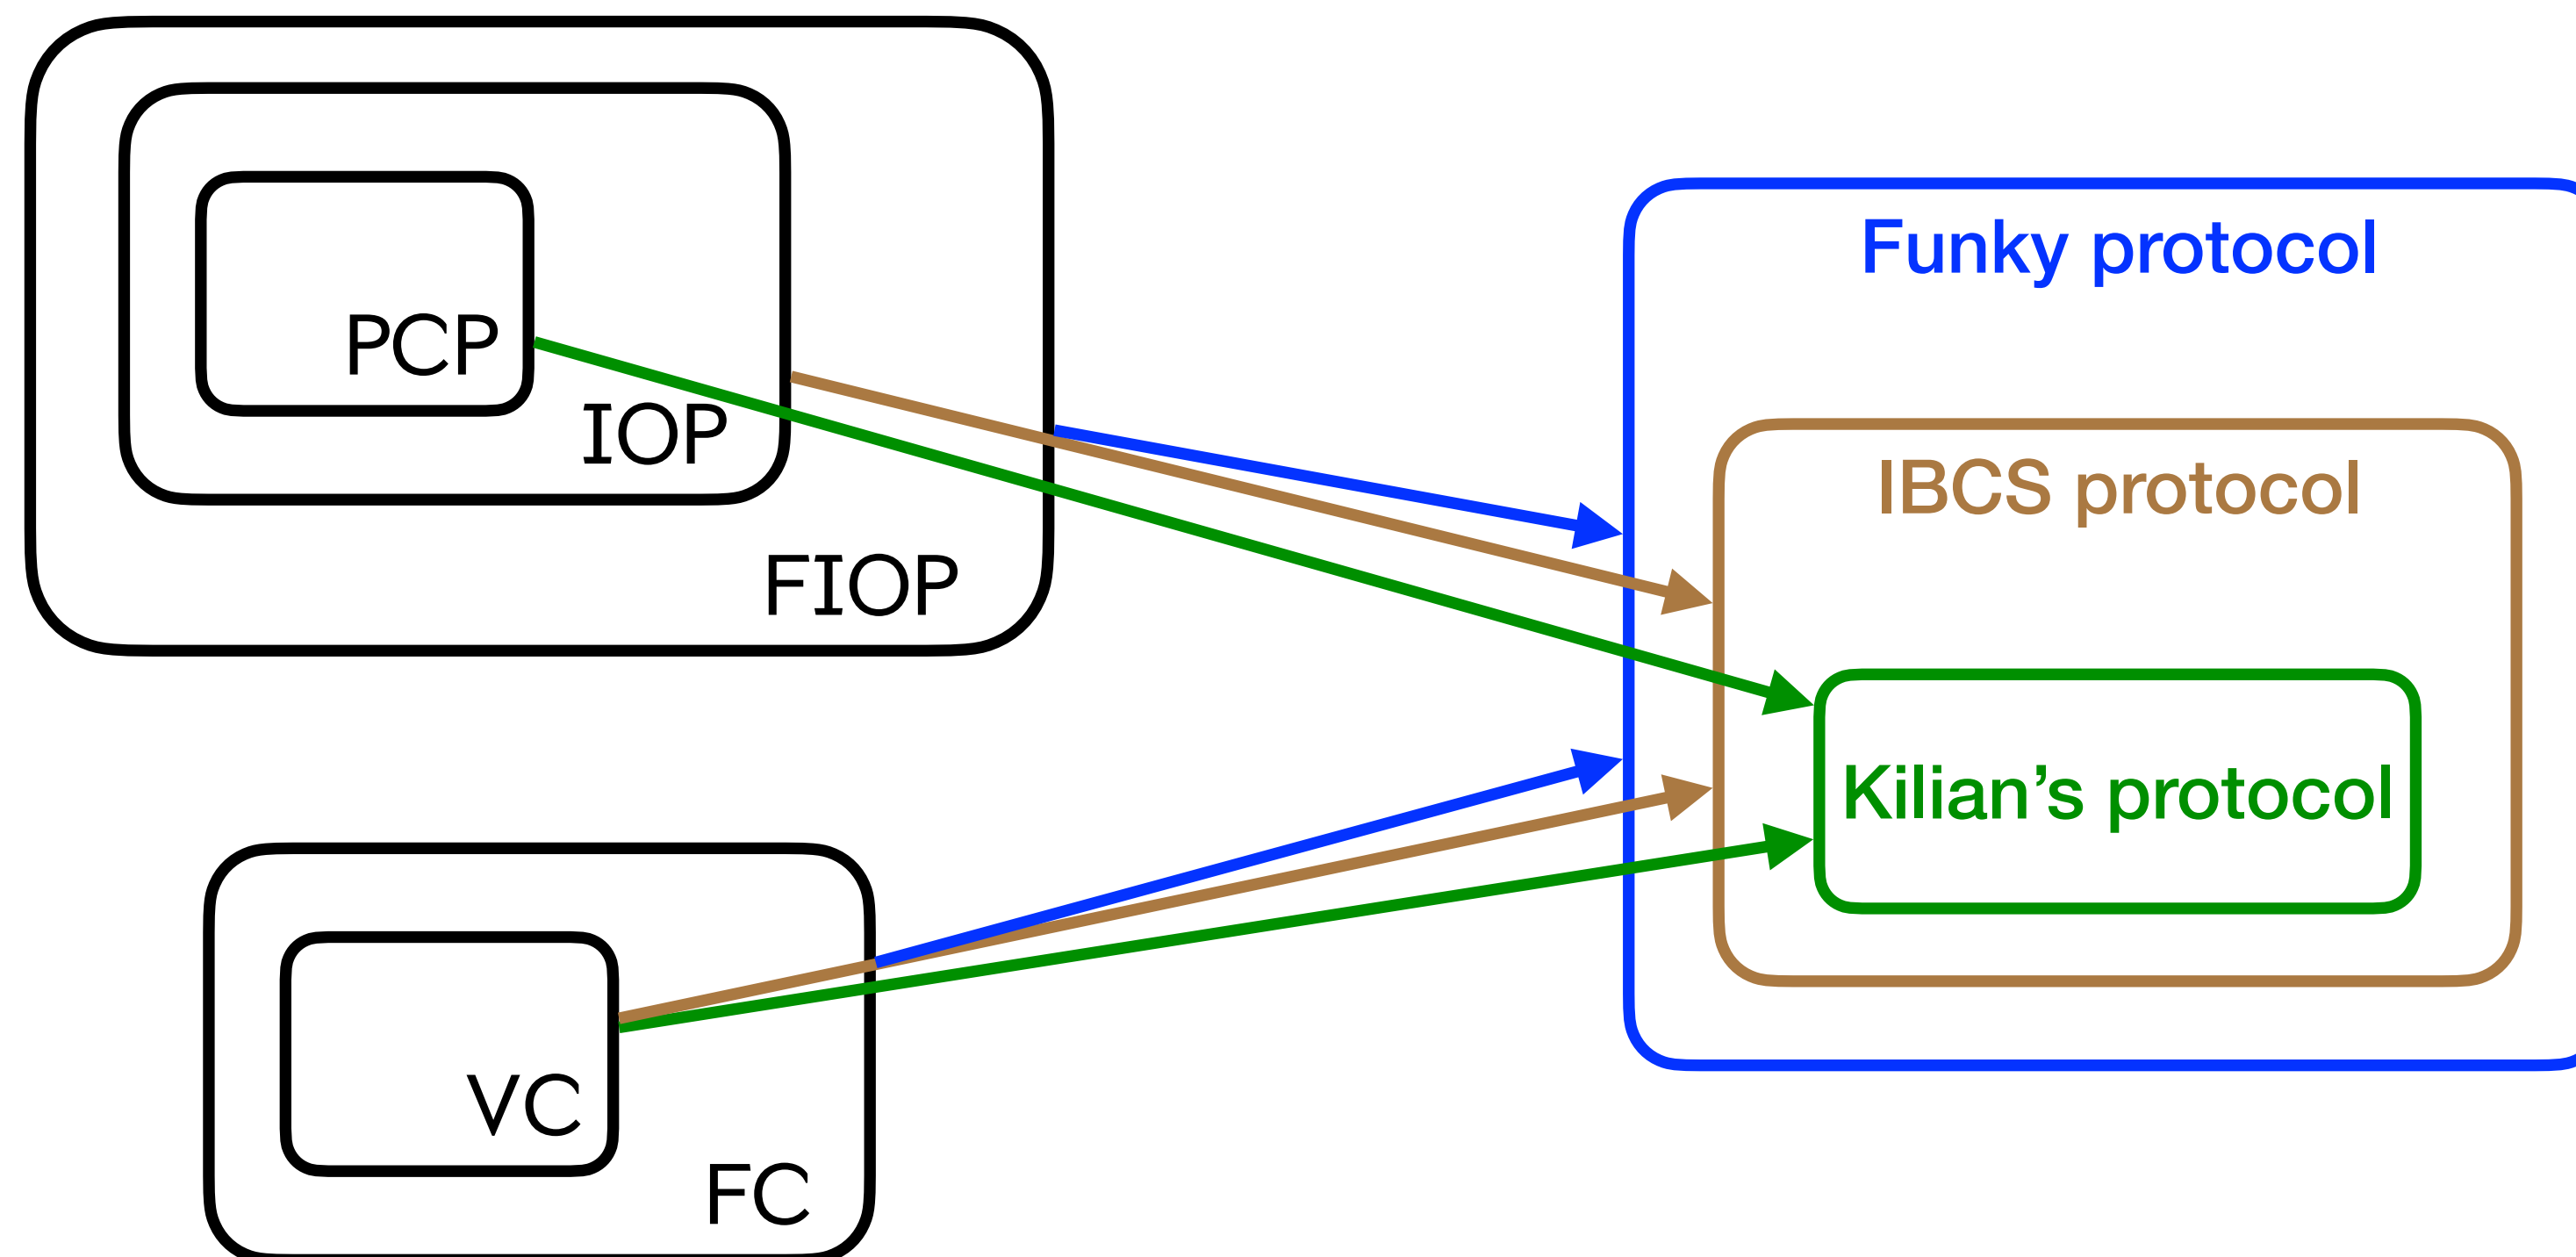 PCP
IOP
FIOP
Funky protocol
IBCS protocol
Kilian’s protocol
VC
FC